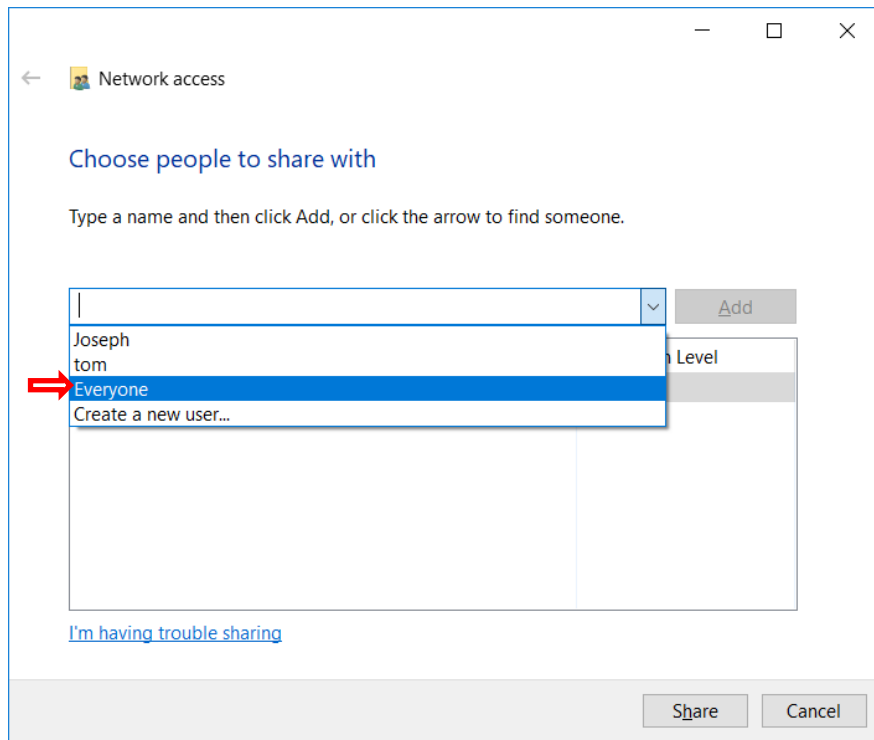 Network access
Choose people to share with
Type a name and then click Add, or click the arrow to find someone.
Add
Joseph
tom
Level
Everyone
Create a new user...
I'm having trouble sharing
Share Cancel